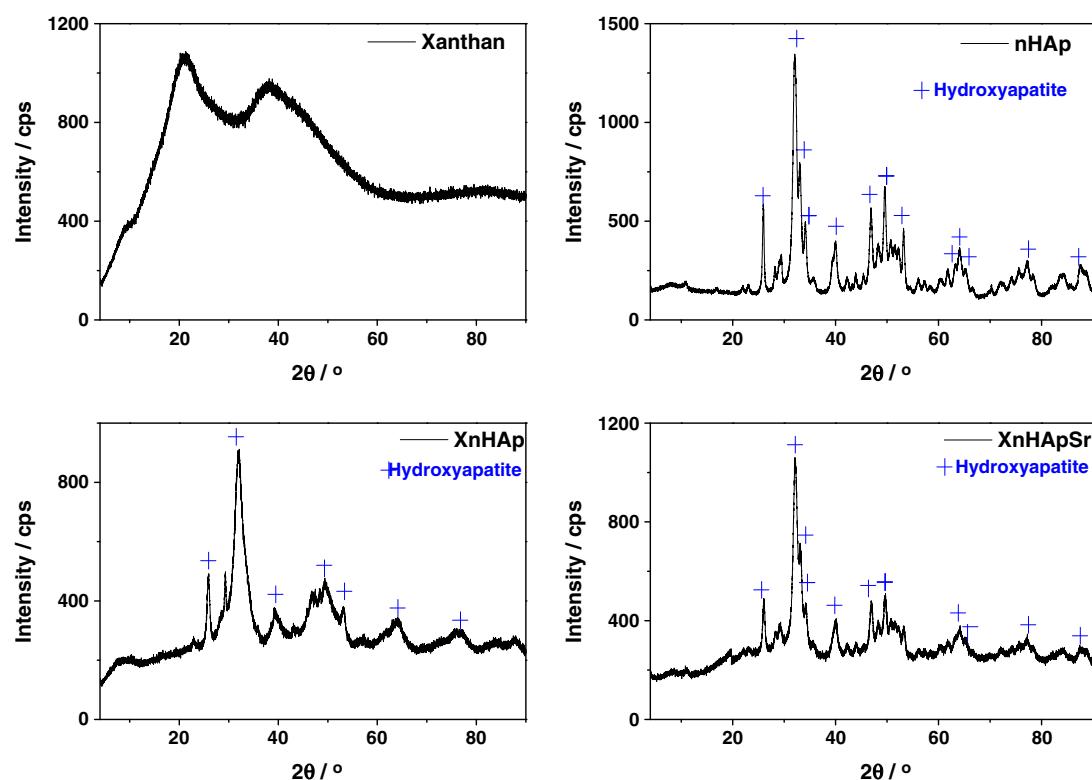 1200
800
400
0
Intensity / cps
Xanthan
20
40
60
80
2θ / º
1500
1000
500
0
Intensity / cps
nHAp
+ Hydroxyapatite
20
40
60
80
2θ / º
800
400
0
Intensity / cps
XnHAp
+ Hydroxyapatite
20
40
60
80
2θ / º
1200
800
400
0
Intensity / cps
XnHApSr
+ Hydroxyapatite
20
40
60
80
2θ / º